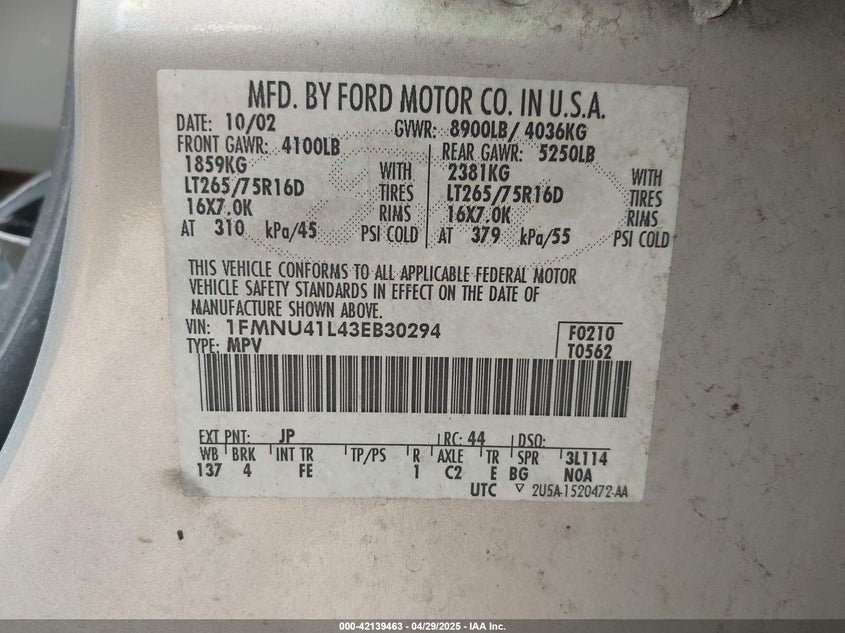 MFD. BY FORD MOTOR CO. IN U.S.A.
DATE: 10/02 GVWR: 8900LB/ 4036KG
FRONT GAWR: 4100LB REAR GAWR: 5250LB
1859KG WITH 2381KG WITH
LT265/75R16D TIRES LT265/75R16D TIRES
16X7.0K RIMS 16X7.0K RIMS
AT 310 kPa/45 PSI COLD AT 379 kPa/55 PSI COLD
THIS VEHICLE CONFORMS TO ALL APPLICABLE FEDERAL MOTOR
VEHICLE SAFETY STANDARDS IN EFFECT ON THE DATE OF
MANUFACTURE SHOWN ABOVE.
VIN: 1FMNU41L43EB30294 F0210
TYPE: MPV T0562
EXT PNT: JP RC: 44 DSO:
WB BRK INT TR TP/PS R AXLE TR SPR 3L114
137 4 FE 1 C2 E BG NOA
UTC ▽ 2U5A-1520472-AA
000-42139463 - 04/29/2025 - IAA Inc.